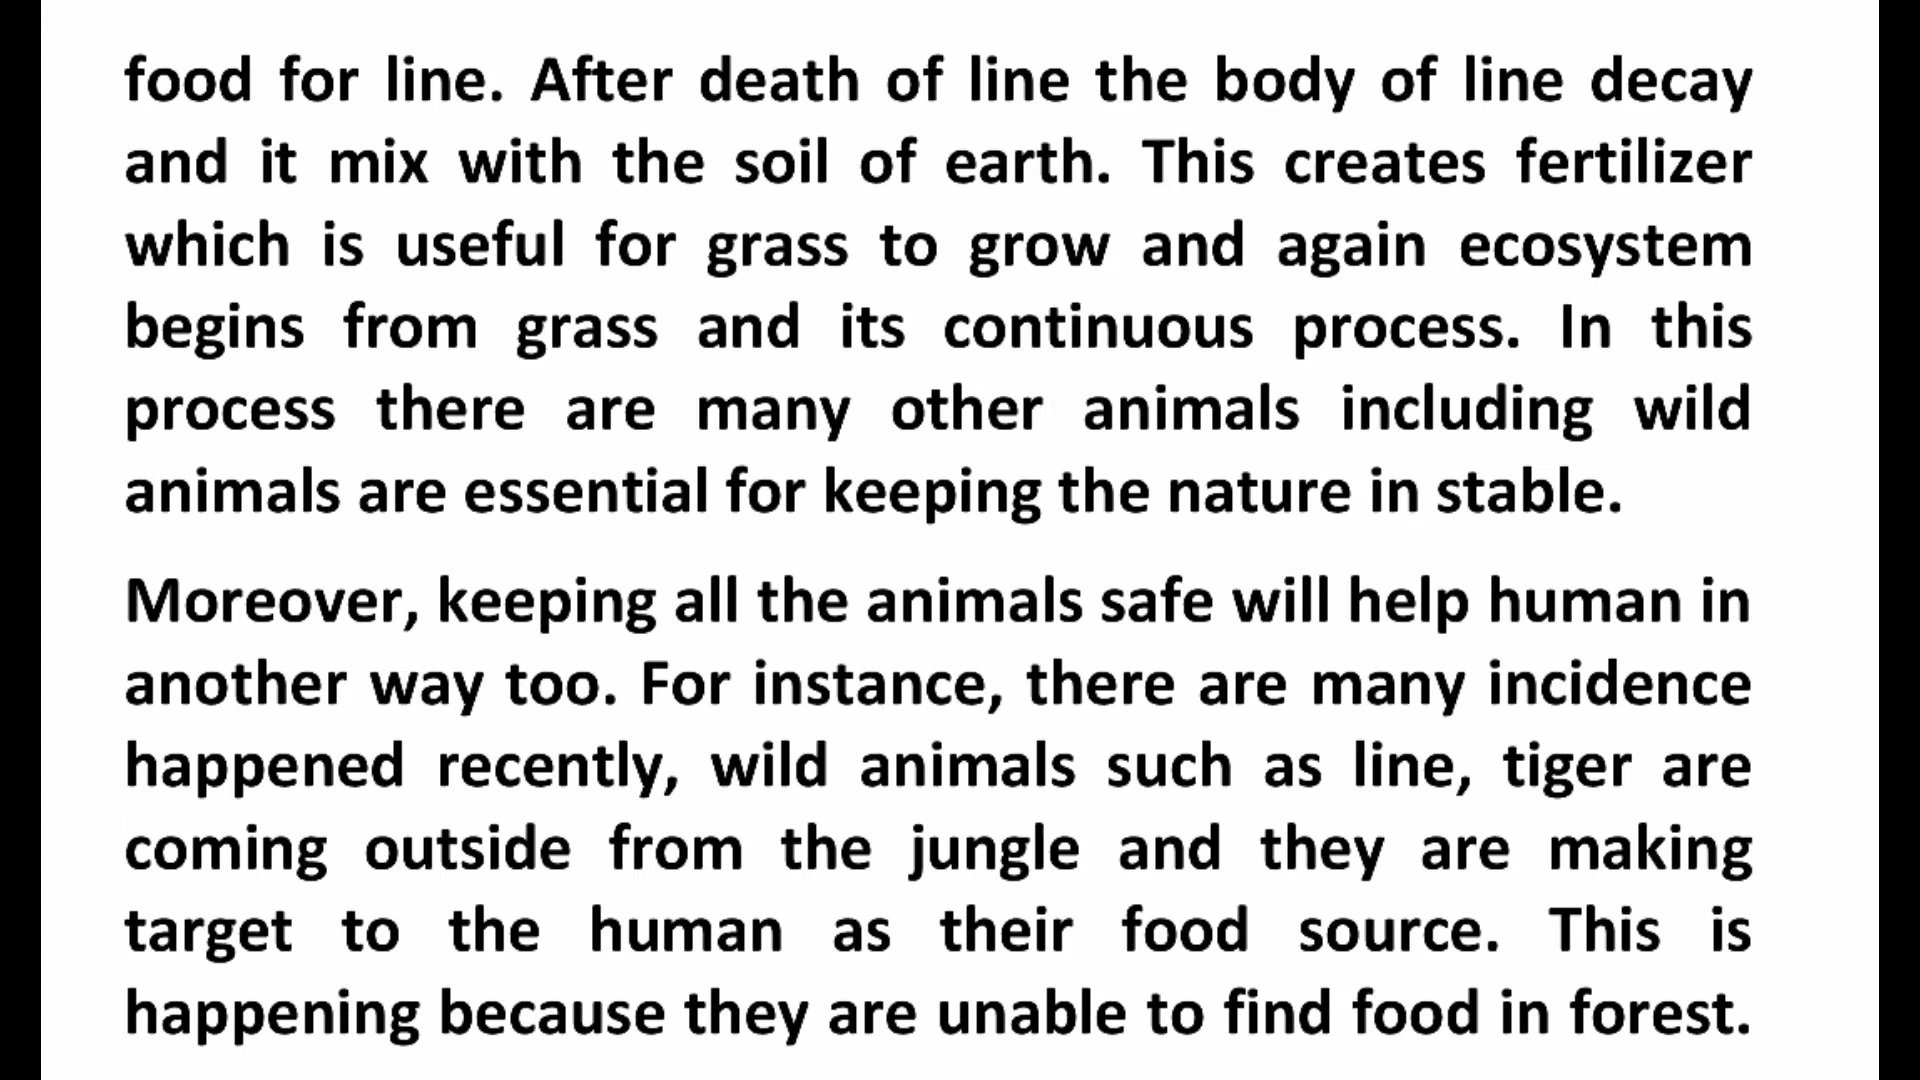 food for line. After death of line the body of line decay
and it mix with the soil of earth. This creates fertilizer
which is useful for grass to grow and again ecosystem
begins from grass and its continuous process. In this
process there are many other animals including wild
animals are essential for keeping the nature in stable.
Moreover, keeping all the animals safe will help human in
another way too. For instance, there are many incidence
happened recently, wild animals such as line, tiger are
coming outside from the jungle and they are making
target to the human as their food source. This is
happening because they are unable to find food in forest.